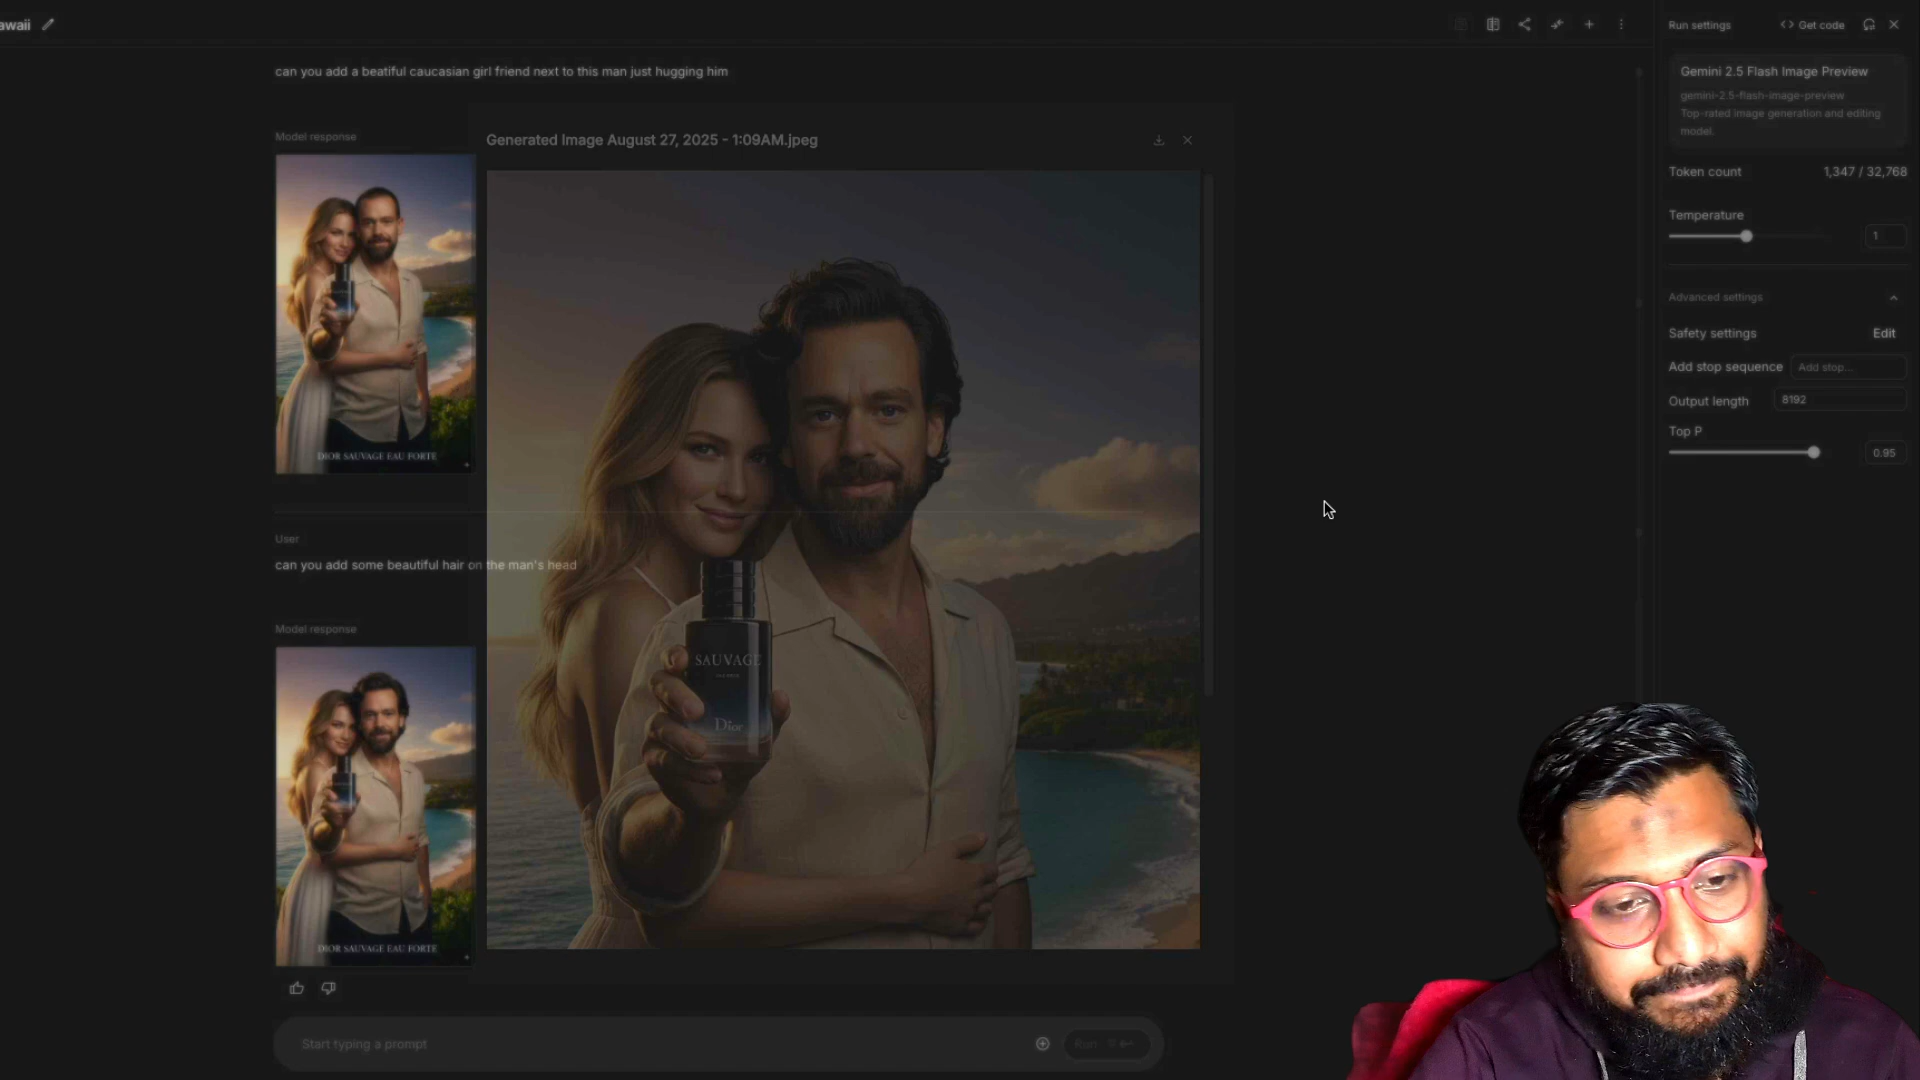 awaii
can you add a beatiful caucasian girl friend next to this man just hugging him
Model response
DIOR SAUVAGE EAU FORTE
User
can you add some beautiful hair on the man's head
Model response
DIOR SAUVAGE EAU FORTE
Start typing a prompt
Run
Generated Image August 27, 2025 - 1:09AM.jpeg
SAUVAGE
Dior
Run settings
<> Get code
Gemini 2.5 Flash Image Preview
gemini-2.5-flash-image-preview
Top-rated image generation and editing
model.
Token count 1,347 / 32,768
Temperature
1
Advanced settings
Safety settings Edit
Add stop sequence Add stop...
Output length 8192
Top P
0.95